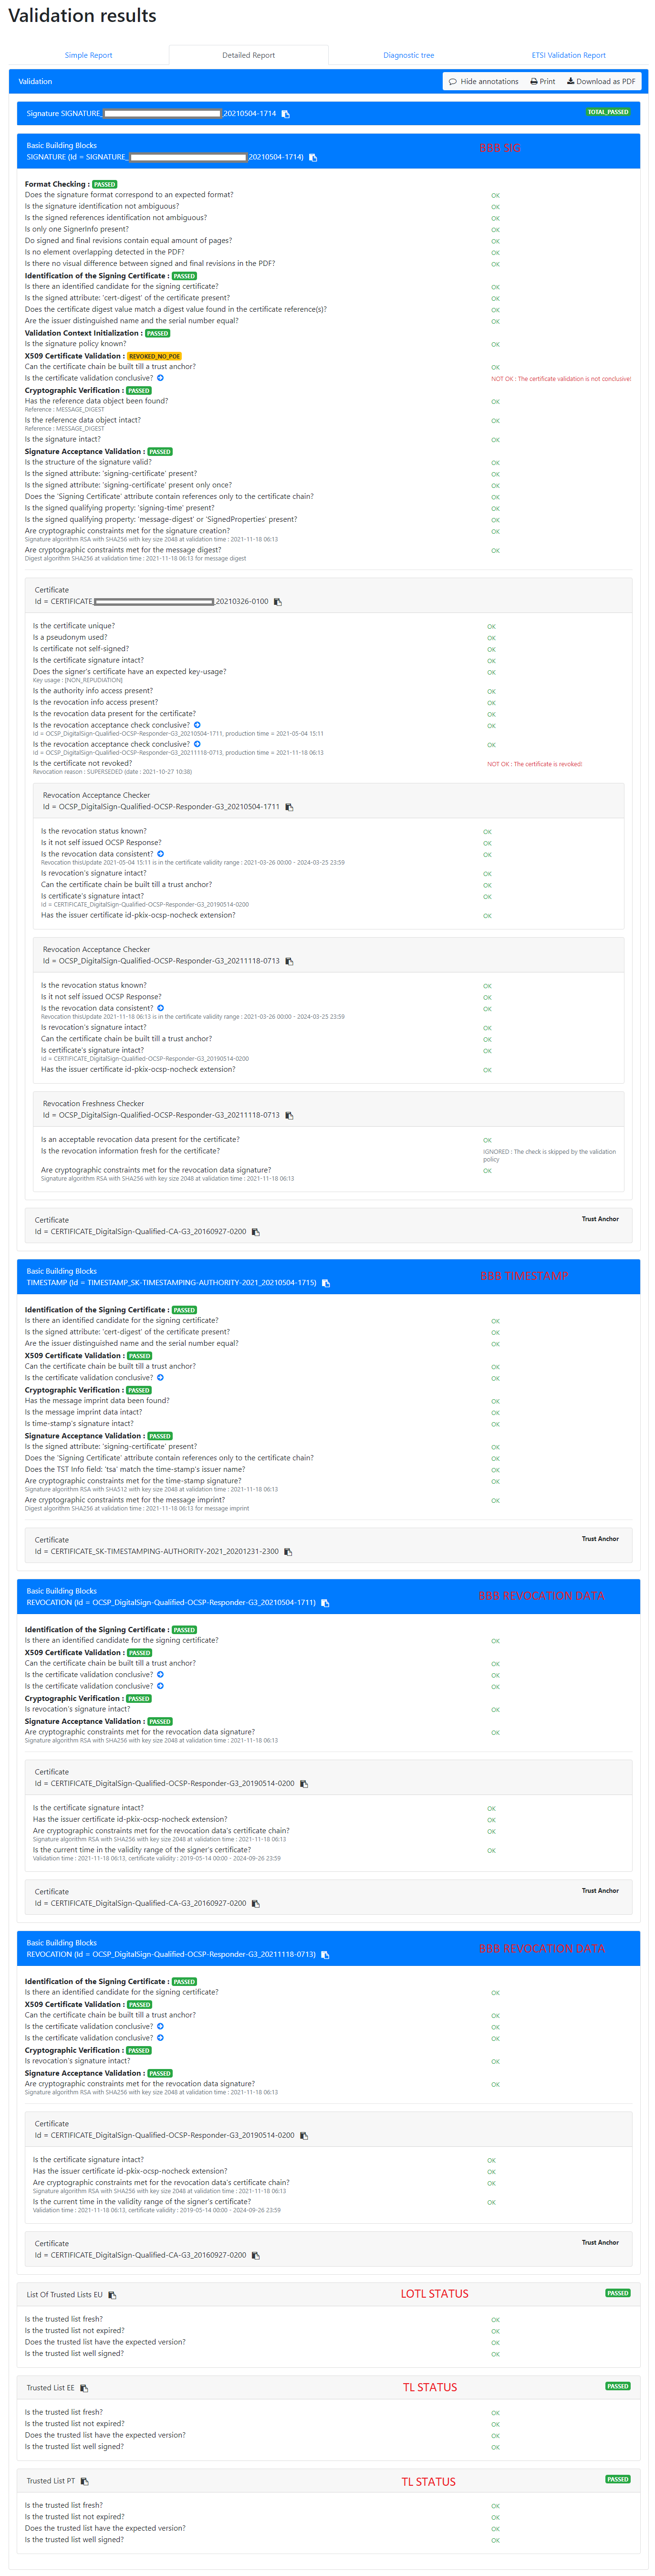 Validation results
Simple Report
Detailed Report
Diagnostic tree
ETSI Validation Report
Validation
Hide annotations
Print
Download as PDF
Signature SIGNATURE_ _20210504-1714
TOTAL_PASSED
Basic Building Blocks
SIGNATURE (Id = SIGNATURE_ 20210504-1714)
BBB SIG
Format Checking : PASSED
Does the signature format correspond to an expected format? OK
Is the signature identification not ambiguous? OK
Is the signed references identification not ambiguous? OK
Is only one SignerInfo present? OK
Do signed and final revisions contain equal amount of pages? OK
Is no element overlapping detected in the PDF? OK
Is there no visual difference between signed and final revisions in the PDF? OK
Identification of the Signing Certificate : PASSED
Is there an identified candidate for the signing certificate? OK
Is the signed attribute: 'cert-digest' of the certificate present? OK
Does the certificate digest value match a digest value found in the certificate reference(s)? OK
Are the issuer distinguished name and the serial number equal? OK
Validation Context Initialization : PASSED
Is the signature policy known? OK
X509 Certificate Validation : REVOKED_NO_POE
Can the certificate chain be built till a trust anchor? OK
Is the certificate validation conclusive? NOT OK : The certificate validation is not conclusive!
Cryptographic Verification : PASSED
Has the reference data object been found? OK
Reference : MESSAGE_DIGEST
Is the reference data object intact? OK
Reference : MESSAGE_DIGEST
Is the signature intact? OK
Signature Acceptance Validation : PASSED
Is the structure of the signature valid? OK
Is the signed attribute: 'signing-certificate' present? OK
Is the signed attribute: 'signing-certificate' present only once? OK
Does the 'Signing Certificate' attribute contain references only to the certificate chain? OK
Is the signed qualifying property: 'signing-time' present? OK
Is the signed qualifying property: 'message-digest' or 'SignedProperties' present? OK
Are cryptographic constraints met for the signature creation? OK
Signature algorithm RSA with SHA256 with key size 2048 at validation time : 2021-11-18 06:13
Are cryptographic constraints met for the message digest? OK
Digest algorithm SHA256 at validation time : 2021-11-18 06:13 for message digest
Certificate
Id = CERTIFICATE_ _20210326-0100
Is the certificate unique? OK
Is a pseudonym used? OK
Is certificate not self-signed? OK
Is the certificate signature intact? OK
Does the signer's certificate have an expected key-usage? OK
Key usage : [NON_REPUDIATION]
Is the authority info access present? OK
Is the revocation info access present? OK
Is the revocation data present for the certificate? OK
Is the revocation acceptance check conclusive? OK
Id = OCSP_DigitalSign-Qualified-OCSP-Responder-G3_20210504-1711, production time = 2021-05-04 15:11
Is the revocation acceptance check conclusive? OK
Id = OCSP_DigitalSign-Qualified-OCSP-Responder-G3_20211118-0713, production time = 2021-11-18 06:13
Is the certificate not revoked? NOT OK : The certificate is revoked!
Revocation reason : SUPERSEDED (date : 2021-10-27 10:38)
Revocation Acceptance Checker
Id = OCSP_DigitalSign-Qualified-OCSP-Responder-G3_20210504-1711
Is the revocation status known? OK
Is it not self issued OCSP Response? OK
Is the revocation data consistent? OK
Revocation thisUpdate 2021-05-04 15:11 is in the certificate validity range : 2021-03-26 00:00 - 2024-03-25 23:59
Is revocation's signature intact? OK
Can the certificate chain be built till a trust anchor? OK
Is certificate's signature intact? OK
Id = CERTIFICATE_DigitalSign-Qualified-OCSP-Responder-G3_20190514-0200
Has the issuer certificate id-pkix-ocsp-nocheck extension? OK
Revocation Acceptance Checker
Id = OCSP_DigitalSign-Qualified-OCSP-Responder-G3_20211118-0713
Is the revocation status known? OK
Is it not self issued OCSP Response? OK
Is the revocation data consistent? OK
Revocation thisUpdate 2021-11-18 06:13 is in the certificate validity range : 2021-03-26 00:00 - 2024-03-25 23:59
Is revocation's signature intact? OK
Can the certificate chain be built till a trust anchor? OK
Is certificate's signature intact? OK
Id = CERTIFICATE_DigitalSign-Qualified-OCSP-Responder-G3_20190514-0200
Has the issuer certificate id-pkix-ocsp-nocheck extension? OK
Revocation Freshness Checker
Id = OCSP_DigitalSign-Qualified-OCSP-Responder-G3_20211118-0713
Is an acceptable revocation data present for the certificate? OK
Is the revocation information fresh for the certificate? IGNORED : The check is skipped by the validation
policy
Are cryptographic constraints met for the revocation data signature? OK
Signature algorithm RSA with SHA256 with key size 2048 at validation time : 2021-11-18 06:13
Certificate
Id = CERTIFICATE_DigitalSign-Qualified-CA-G3_20160927-0200
Trust Anchor
Basic Building Blocks
TIMESTAMP (Id = TIMESTAMP_SK-TIMESTAMPING-AUTHORITY-2021_20210504-1715)
BBB TIMESTAMP
Identification of the Signing Certificate : PASSED
Is there an identified candidate for the signing certificate? OK
Is the signed attribute: 'cert-digest' of the certificate present? OK
Are the issuer distinguished name and the serial number equal? OK
X509 Certificate Validation : PASSED
Can the certificate chain be built till a trust anchor? OK
Is the certificate validation conclusive? OK
Cryptographic Verification : PASSED
Has the message imprint data been found? OK
Is the message imprint data intact? OK
Is time-stamp's signature intact? OK
Signature Acceptance Validation : PASSED
Is the signed attribute: 'signing-certificate' present? OK
Does the 'Signing Certificate' attribute contain references only to the certificate chain? OK
Does the TST Info field: 'tsa' match the time-stamp's issuer name? OK
Are cryptographic constraints met for the time-stamp signature? OK
Signature algorithm RSA with SHA512 with key size 2048 at validation time : 2021-11-18 06:13
Are cryptographic constraints met for the message imprint? OK
Digest algorithm SHA256 at validation time : 2021-11-18 06:13 for message imprint
Certificate
Id = CERTIFICATE_SK-TIMESTAMPING-AUTHORITY-2021_20201231-2300
Trust Anchor
Basic Building Blocks
REVOCATION (Id = OCSP_DigitalSign-Qualified-OCSP-Responder-G3_20210504-1711)
BBB REVOCATION DATA
Identification of the Signing Certificate : PASSED
Is there an identified candidate for the signing certificate? OK
X509 Certificate Validation : PASSED
Can the certificate chain be built till a trust anchor? OK
Is the certificate validation conclusive? OK
Is the certificate validation conclusive? OK
Cryptographic Verification : PASSED
Is revocation's signature intact? OK
Signature Acceptance Validation : PASSED
Are cryptographic constraints met for the revocation data signature? OK
Signature algorithm RSA with SHA256 with key size 2048 at validation time : 2021-11-18 06:13
Certificate
Id = CERTIFICATE_DigitalSign-Qualified-OCSP-Responder-G3_20190514-0200
Is the certificate signature intact? OK
Has the issuer certificate id-pkix-ocsp-nocheck extension? OK
Are cryptographic constraints met for the revocation data's certificate chain? OK
Signature algorithm RSA with SHA256 with key size 2048 at validation time : 2021-11-18 06:13
Is the current time in the validity range of the signer's certificate? OK
Validation time : 2021-11-18 06:13, certificate validity : 2019-05-14 00:00 - 2024-09-26 23:59
Certificate
Id = CERTIFICATE_DigitalSign-Qualified-CA-G3_20160927-0200
Trust Anchor
Basic Building Blocks
REVOCATION (Id = OCSP_DigitalSign-Qualified-OCSP-Responder-G3_20211118-0713)
BBB REVOCATION DATA
Identification of the Signing Certificate : PASSED
Is there an identified candidate for the signing certificate? OK
X509 Certificate Validation : PASSED
Can the certificate chain be built till a trust anchor? OK
Is the certificate validation conclusive? OK
Is the certificate validation conclusive? OK
Cryptographic Verification : PASSED
Is revocation's signature intact? OK
Signature Acceptance Validation : PASSED
Are cryptographic constraints met for the revocation data signature? OK
Signature algorithm RSA with SHA256 with key size 2048 at validation time : 2021-11-18 06:13
Certificate
Id = CERTIFICATE_DigitalSign-Qualified-OCSP-Responder-G3_20190514-0200
Is the certificate signature intact? OK
Has the issuer certificate id-pkix-ocsp-nocheck extension? OK
Are cryptographic constraints met for the revocation data's certificate chain? OK
Signature algorithm RSA with SHA256 with key size 2048 at validation time : 2021-11-18 06:13
Is the current time in the validity range of the signer's certificate? OK
Validation time : 2021-11-18 06:13, certificate validity : 2019-05-14 00:00 - 2024-09-26 23:59
Certificate
Id = CERTIFICATE_DigitalSign-Qualified-CA-G3_20160927-0200
Trust Anchor
List Of Trusted Lists EU
LOTL STATUS
PASSED
Is the trusted list fresh? OK
Is the trusted list not expired? OK
Does the trusted list have the expected version? OK
Is the trusted list well signed? OK
Trusted List EE
TL STATUS
PASSED
Is the trusted list fresh? OK
Is the trusted list not expired? OK
Does the trusted list have the expected version? OK
Is the trusted list well signed? OK
Trusted List PT
TL STATUS
PASSED
Is the trusted list fresh? OK
Is the trusted list not expired? OK
Does the trusted list have the expected version? OK
Is the trusted list well signed? OK